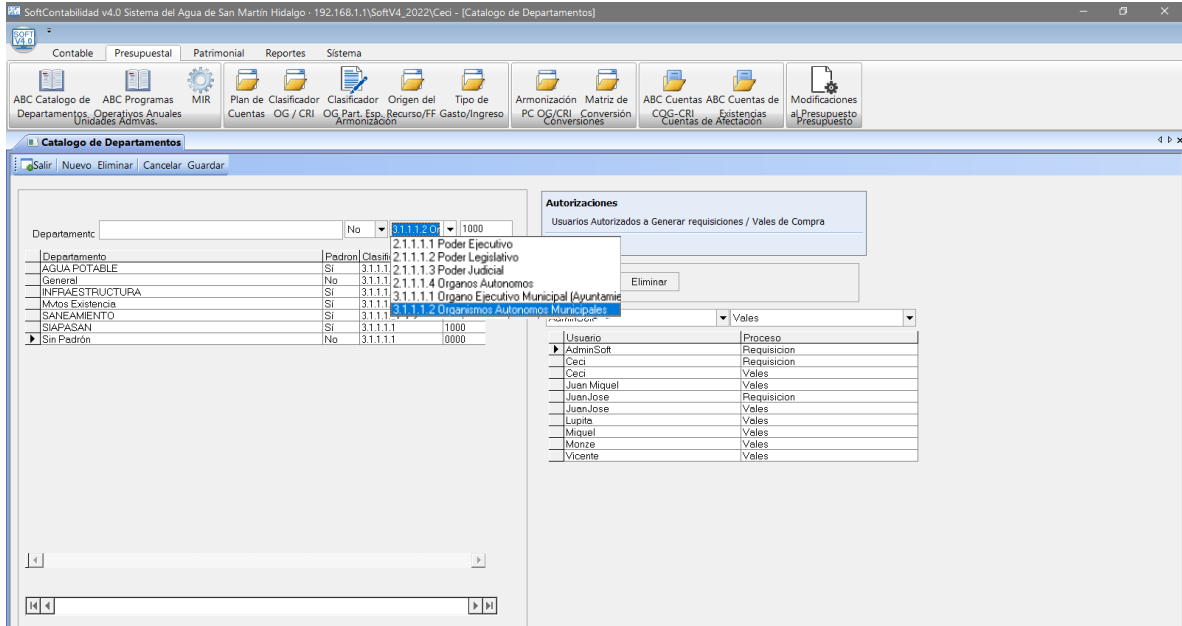 SoftContabilidad v4.0 Sistema del Agua de San Martín Hidalgo - 192.168.1.1\SoftV4_2022\Ceci - [Catalogo de Departamentos]
SOFT V4.0
Contable Presupuestal Patrimonial Reportes Sístema
ABC Catalogo de Departamentos
ABC Programas Operativos Anuales
MIR
Unidades Admvas.
Plan de Cuentas
Clasificador OG / CRI
Clasificador OG Part. Esp.
Origen del Recurso/FF
Tipo de Gasto/Ingreso
Armonización
Armonización PC OG/CRI
Matriz de Conversión
Conversiones
ABC Cuentas COG-CRI
ABC Cuentas de Existencias
Cuentas de Afectación
Modificaciones al Presupuesto
Presupuesto
Catalogo de Departamentos
Salir Nuevo Eliminar Cancelar Guardar
Departamentc No 3.1.1.1.2 Or 1000
2.1.1.1.1 Poder Ejecutivo
2.1.1.1.2 Poder Legislativo
2.1.1.1.3 Poder Judicial
2.1.1.1.4 Organos Autonomos
3.1.1.1.1 Organo Ejecutivo Municipal (Ayuntamie
3.1.1.1.2 Organismos Autonomos Municipales
Departamento Padron Clasifi
AGUA POTABLE Sí 3.1.1.1.
General No 3.1.1.1
INFRAESTRUCTURA Sí 3.1.1.1
Mvtos Existencia Sí 3.1.1.1
SANEAMIENTO Sí 3.1.1.1
SIAPASAN Sí 3.1.1.1.1 1000
Sin Padrón No 3.1.1.1.1 0000
Autorizaciones
Usuarios Autorizados a Generar requisiciones / Vales de Compra
Eliminar
AdminSoft Vales
Usuario Proceso
AdminSoft Requisicion
Ceci Requisicion
Ceci Vales
Juan Miguel Vales
JuanJose Requisicion
JuanJose Vales
Lupita Vales
Miguel Vales
Monze Vales
Vicente Vales